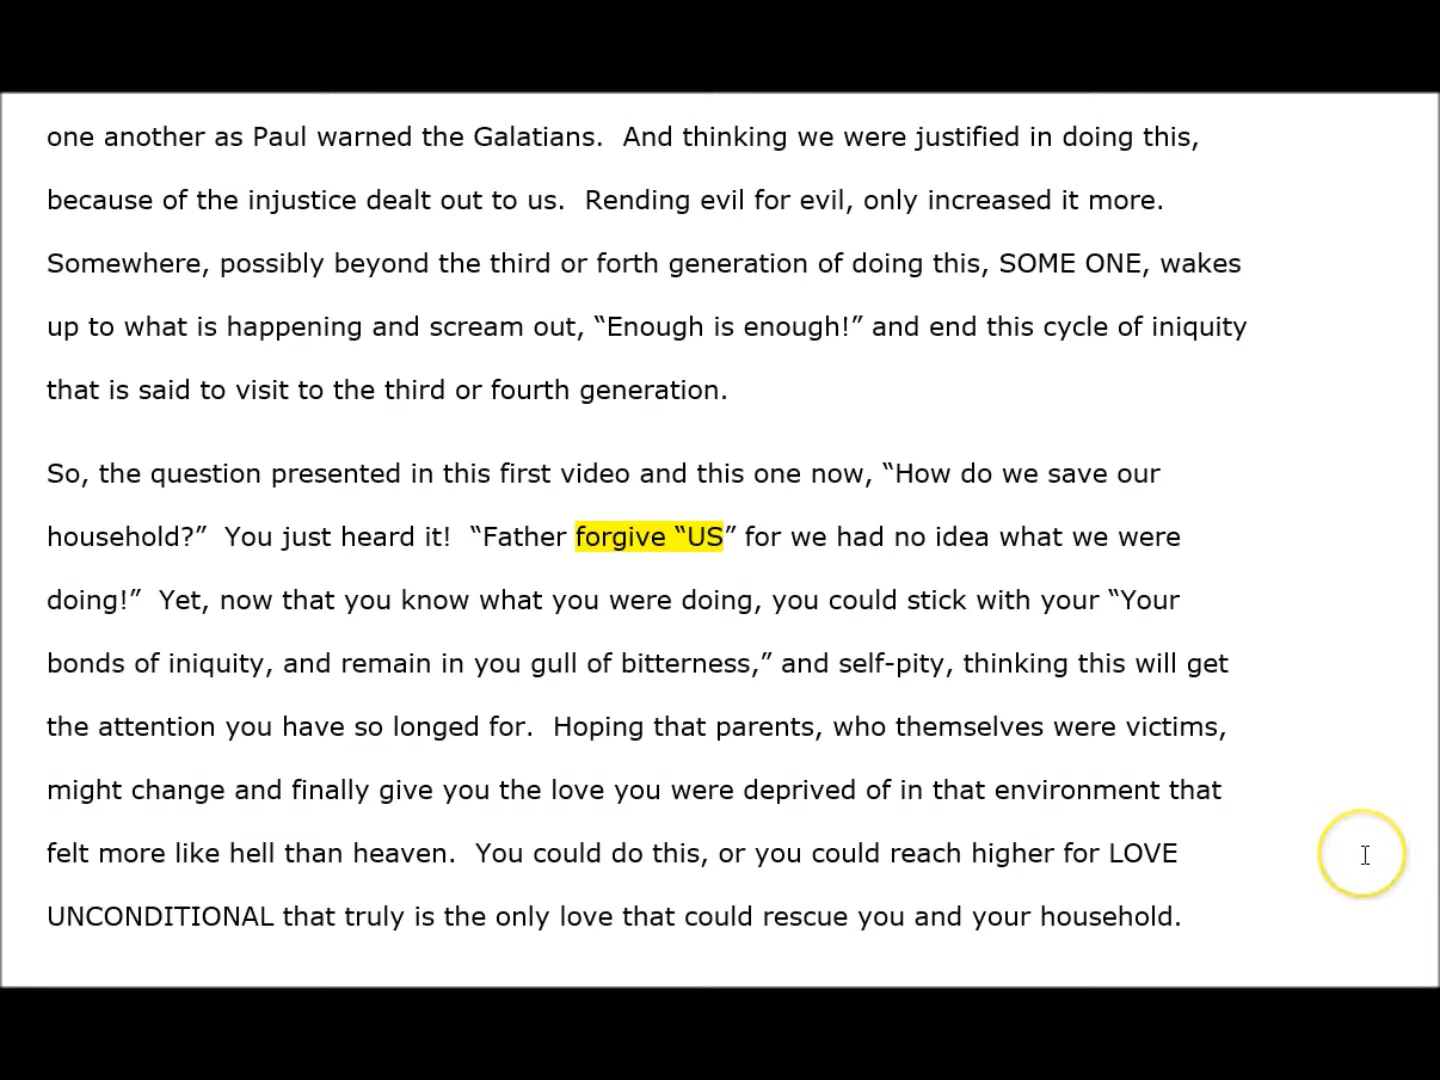 one another as Paul warned the Galatians.  And thinking we were justified in doing this,
because of the injustice dealt out to us.  Rending evil for evil, only increased it more.
Somewhere, possibly beyond the third or forth generation of doing this, SOME ONE, wakes
up to what is happening and scream out, “Enough is enough!” and end this cycle of iniquity
that is said to visit to the third or fourth generation.
So, the question presented in this first video and this one now, “How do we save our
household?”  You just heard it!  “Father forgive “US” for we had no idea what we were
doing!”  Yet, now that you know what you were doing, you could stick with your “Your
bonds of iniquity, and remain in you gull of bitterness,” and self-pity, thinking this will get
the attention you have so longed for.  Hoping that parents, who themselves were victims,
might change and finally give you the love you were deprived of in that environment that
felt more like hell than heaven.  You could do this, or you could reach higher for LOVE
UNCONDITIONAL that truly is the only love that could rescue you and your household.